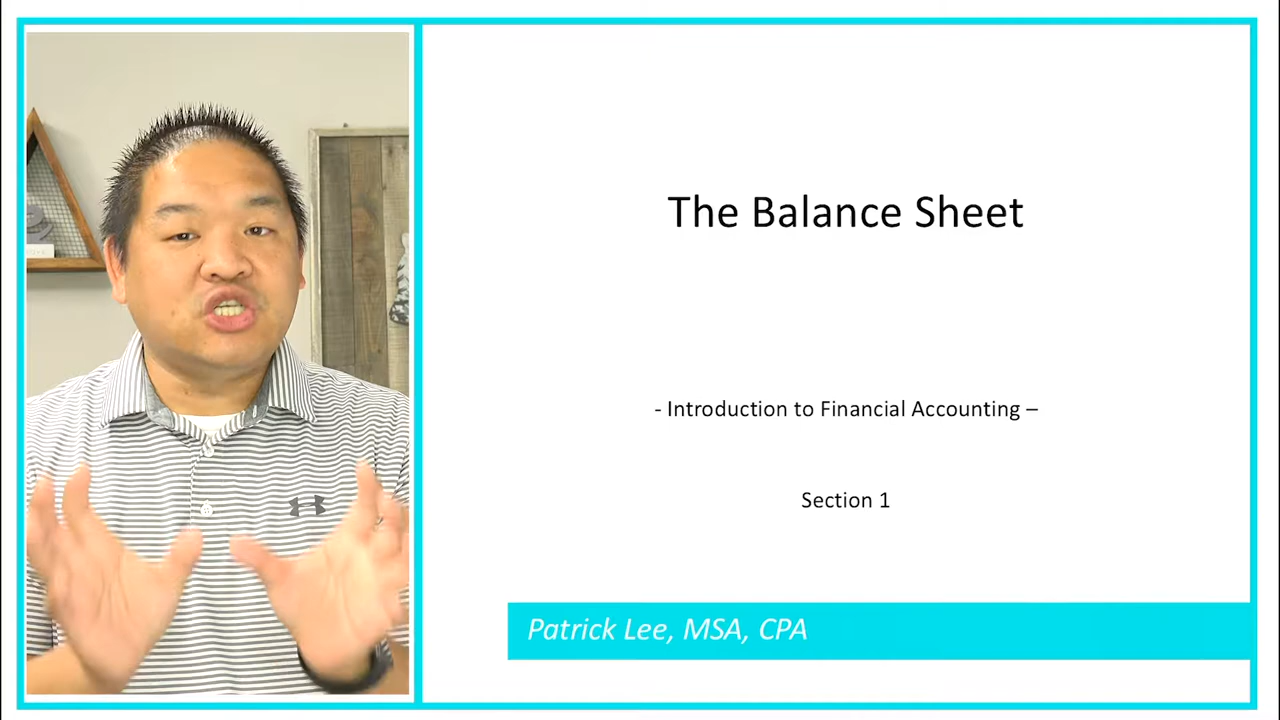 The Balance Sheet
- Introduction to Financial Accounting –
Section 1
Patrick Lee, MSA, CPA